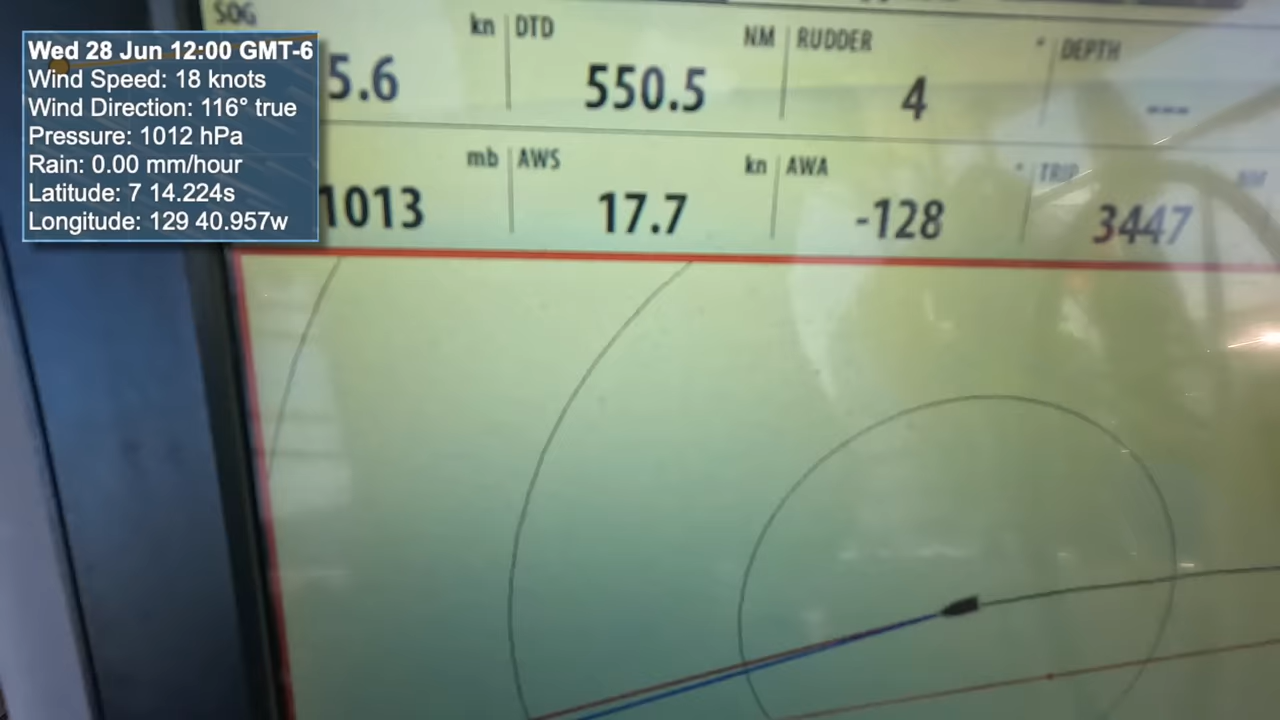 SOG kn DTD NM RUDDER ° DEPTH
5.6 550.5 4 ---
mb AWS kn AWA ° TRIP NM
1013 17.7 -128 3447
Wed 28 Jun 12:00 GMT-6
Wind Speed: 18 knots
Wind Direction: 116° true
Pressure: 1012 hPa
Rain: 0.00 mm/hour
Latitude: 7 14.224s
Longitude: 129 40.957w